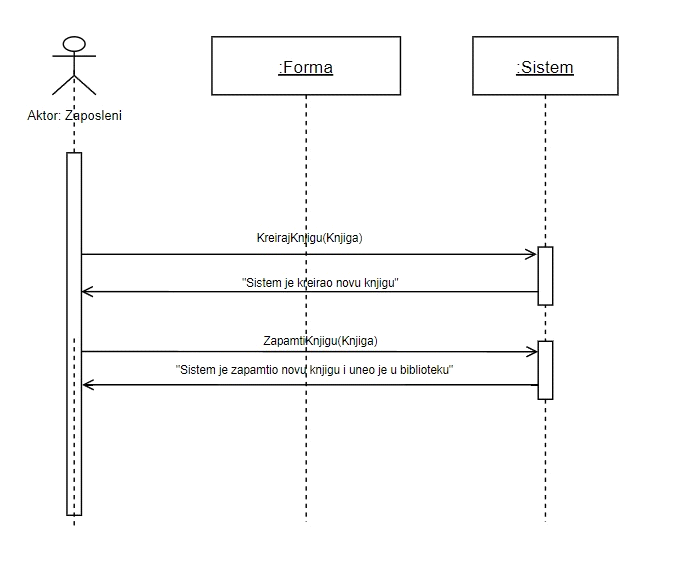 :Forma
:Sistem
Aktor: Zaposleni
KreirajKnjigu(Knjiga)
"Sistem je kreirao novu knjigu"
ZapamtiKnjigu(Knjiga)
"Sistem je zapamtio novu knjigu i uneo je u biblioteku"